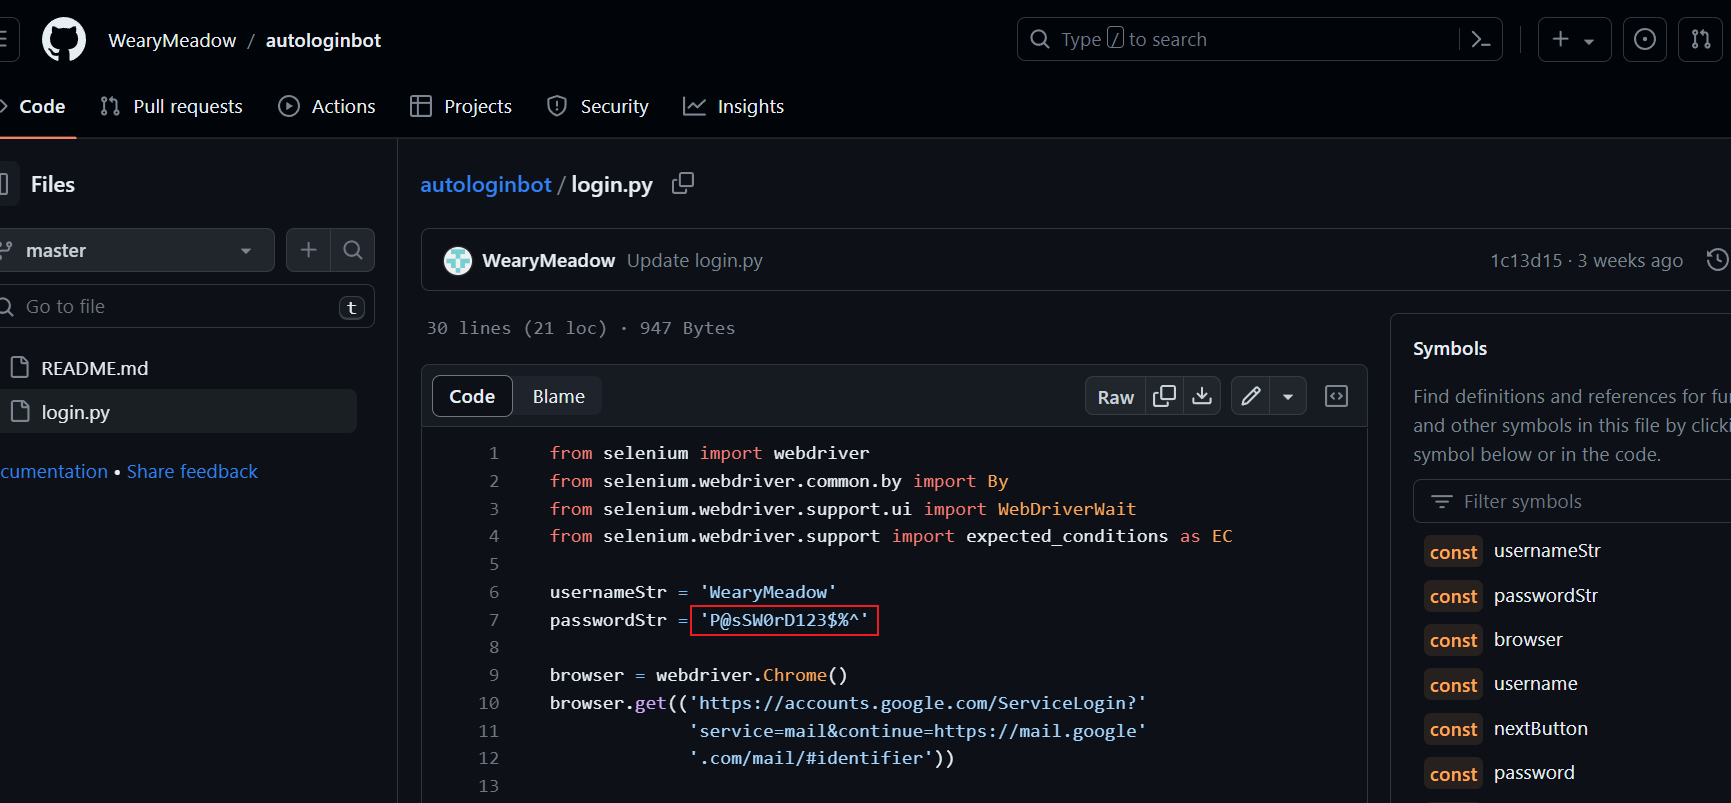 WearyMeadow / autologinbot
Type / to search
Code Pull requests Actions Projects Security Insights
Files
master
Go to file t
README.md
login.py
cumentation • Share feedback
autologinbot / login.py
WearyMeadow Update login.py 1c13d15 · 3 weeks ago
30 lines (21 loc) · 947 Bytes
Code Blame Raw
1 from selenium import webdriver
2 from selenium.webdriver.common.by import By
3 from selenium.webdriver.support.ui import WebDriverWait
4 from selenium.webdriver.support import expected_conditions as EC
5
6 usernameStr = 'WearyMeadow'
7 passwordStr = 'P@sSW0rD123$%^'
8
9 browser = webdriver.Chrome()
10 browser.get(('https://accounts.google.com/ServiceLogin?'
11 'service=mail&continue=https://mail.google'
12 '.com/mail/#identifier'))
13
Symbols
Find definitions and references for fu
and other symbols in this file by clicki
symbol below or in the code.
Filter symbols
const usernameStr
const passwordStr
const browser
const username
const nextButton
const password